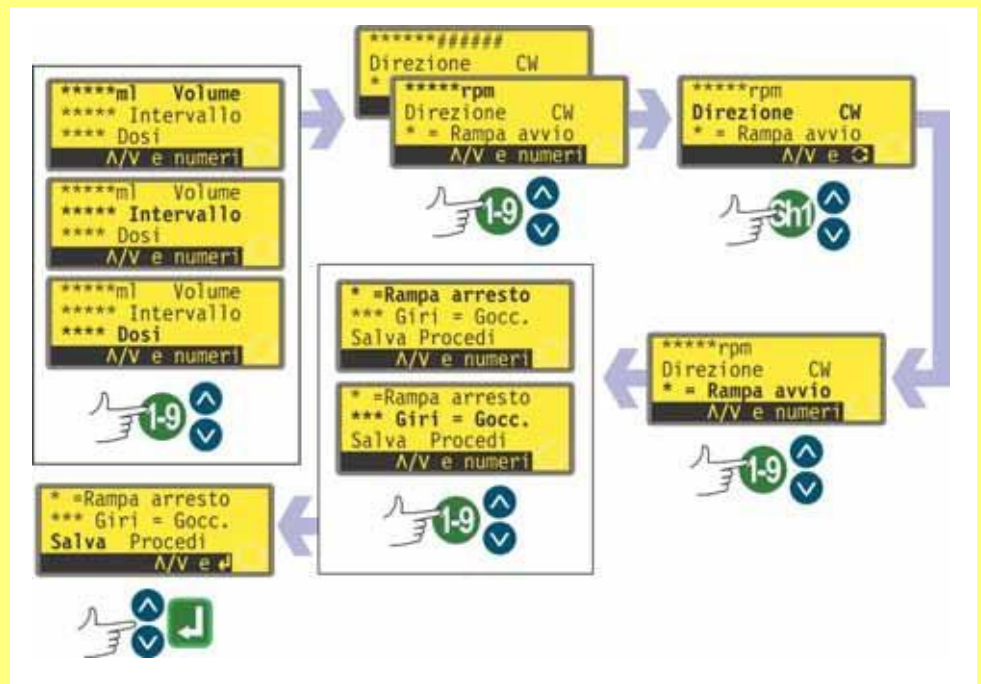 *****ml Volume
***** Intervallo
**** Dosi
Λ/V e numeri
*****ml Volume
***** Intervallo
**** Dosi
Λ/V e numeri
*****ml Volume
***** Intervallo
**** Dosi
Λ/V e numeri
1-9
******######
Direzione CW
*
*****rpm
Direzione CW
* = Rampa avvio
Λ/V e numeri
1-9
*****rpm
Direzione CW
* = Rampa avvio
Λ/V e
Sh1
*****rpm
Direzione CW
* = Rampa avvio
Λ/V e numeri
1-9
* =Rampa arresto
*** Giri = Gocc.
Salva Procedi
Λ/V e numeri
* =Rampa arresto
*** Giri = Gocc.
Salva Procedi
Λ/V e numeri
1-9
* =Rampa arresto
*** Giri = Gocc.
Salva Procedi
Λ/V e ↲